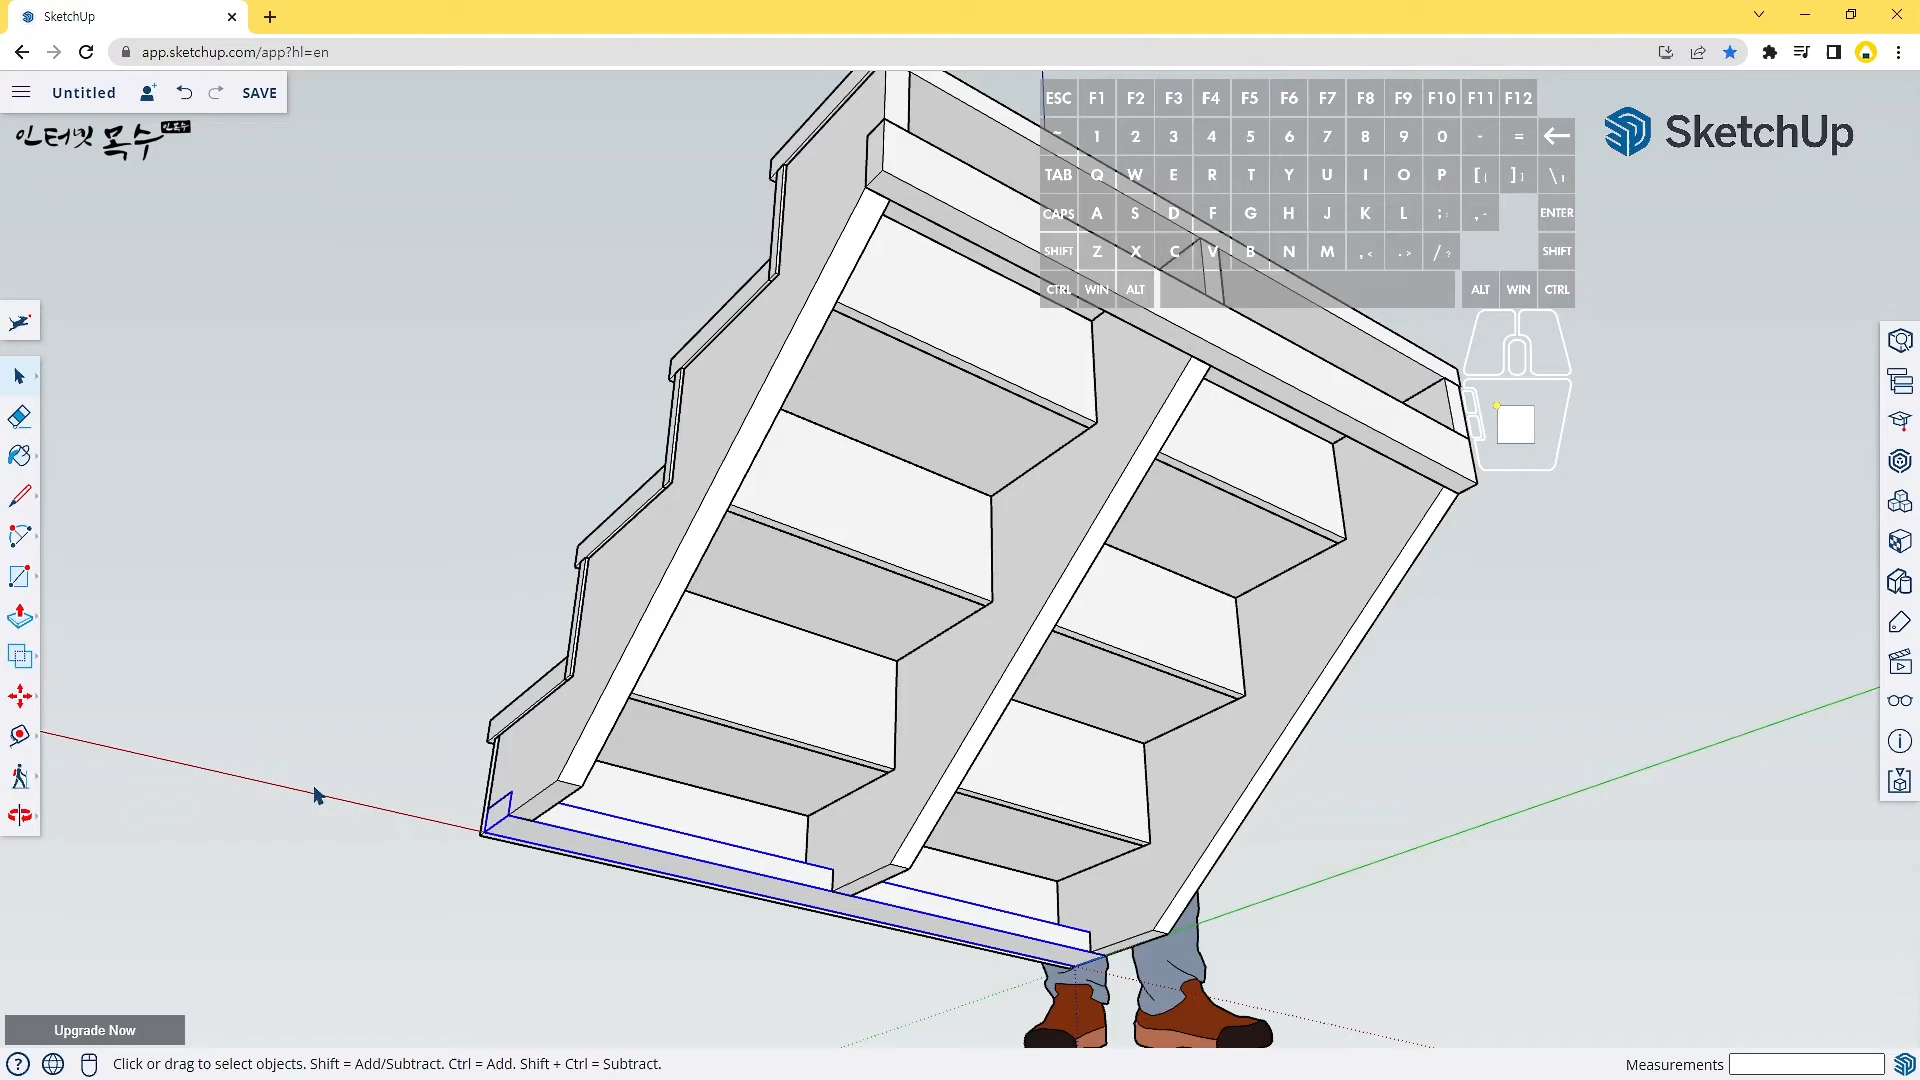 SketchUp
app.sketchup.com/app?hl=en
Untitled
SAVE
인터넷 목수
SketchUp
ESC F1 F2 F3 F4 F5 F6 F7 F8 F9 F10 F11 F12
~ 1 2 3 4 5 6 7 8 9 0 - =
TAB Q W E R T Y U I O P [{ ]} \|
CAPS A S D F G H J K L ;: ENTER
SHIFT Z X C V B N M ,< .> /? SHIFT
CTRL WIN ALT ALT WIN CTRL
Upgrade Now
Click or drag to select objects. Shift = Add/Subtract. Ctrl = Add. Shift + Ctrl = Subtract.
Measurements